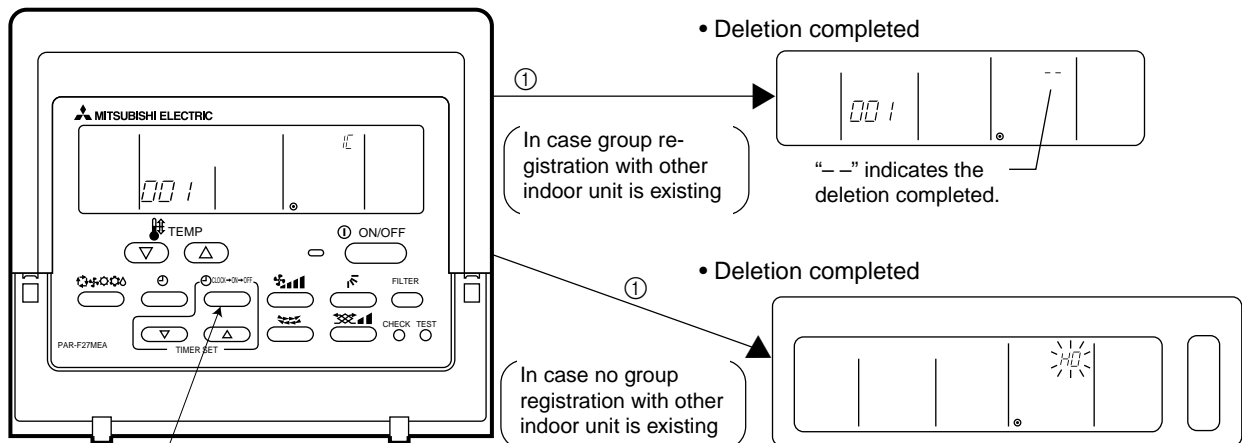 • Deletion completed
①
001
--
In case group re-
gistration with other
indoor unit is existing
“– –” indicates the
deletion completed.
MITSUBISHI ELECTRIC
1C
001
TEMP
ON/OFF
CLOCK→ON→OFF
FILTER
CHECK TEST
PAR-F27MEA
TIMER SET
• Deletion completed
①
H0
In case no group
registration with other
indoor unit is existing